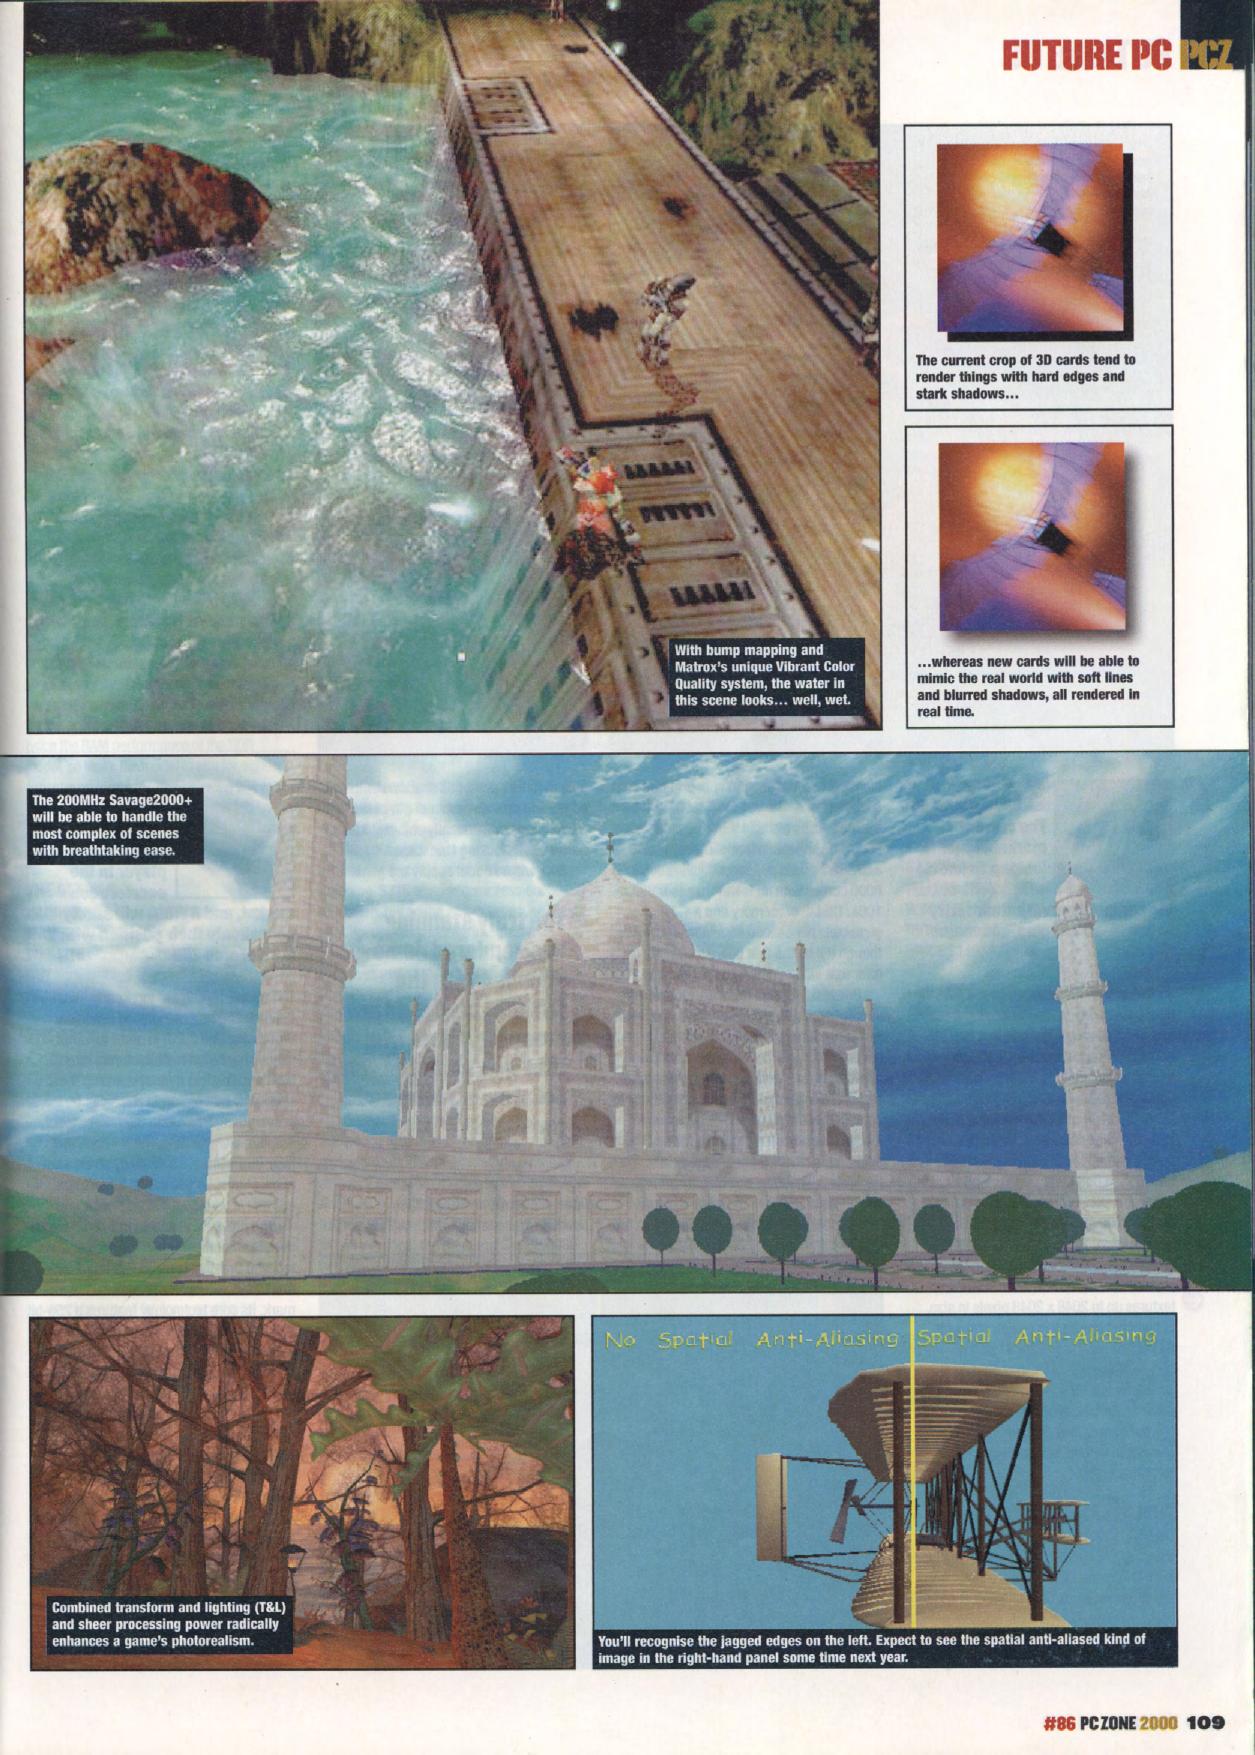 FUTURE PC PCZ
The current crop of 3D cards tend to
render things with hard edges and
stark shadows...
...whereas new cards will be able to
mimic the real world with soft lines
and blurred shadows, all rendered in
real time.
With bump mapping and
Matrox's unique Vibrant Color
Quality system, the water in
this scene looks... well, wet.
The 200MHz Savage2000+
will be able to handle the
most complex of scenes
with breathtaking ease.
No Spatial Anti-Aliasing Spatial Anti-Aliasing
Combined transform and lighting (T&L)
and sheer processing power radically
enhances a game's photorealism.
You'll recognise the jagged edges on the left. Expect to see the spatial anti-aliased kind of
image in the right-hand panel some time next year.
#86 PC ZONE 2000 109